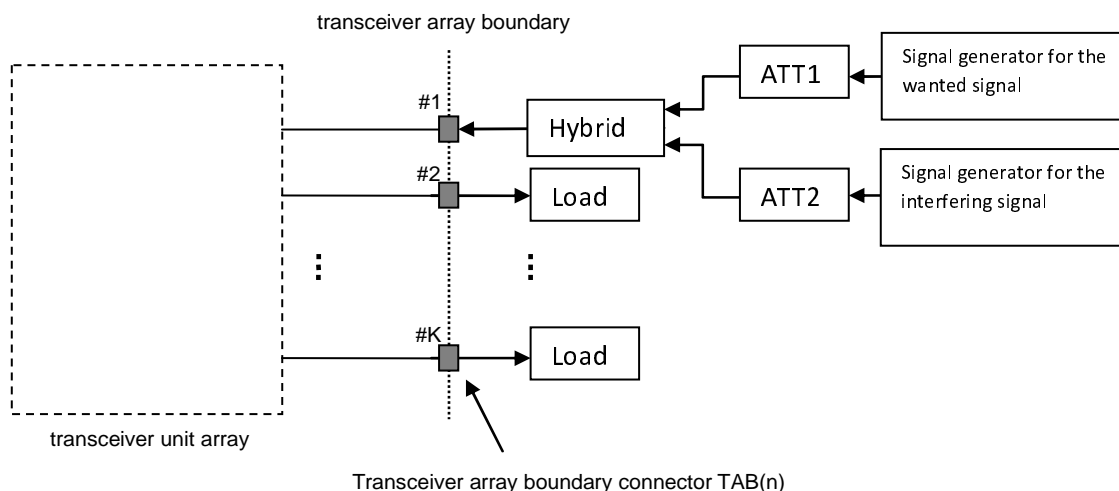 transceiver array boundary
#1
Hybrid
ATT1
Signal generator for the
wanted signal
#2
Load
ATT2
Signal generator for the
interfering signal
#K
Load
transceiver unit array
Transceiver array boundary connector TAB(n)